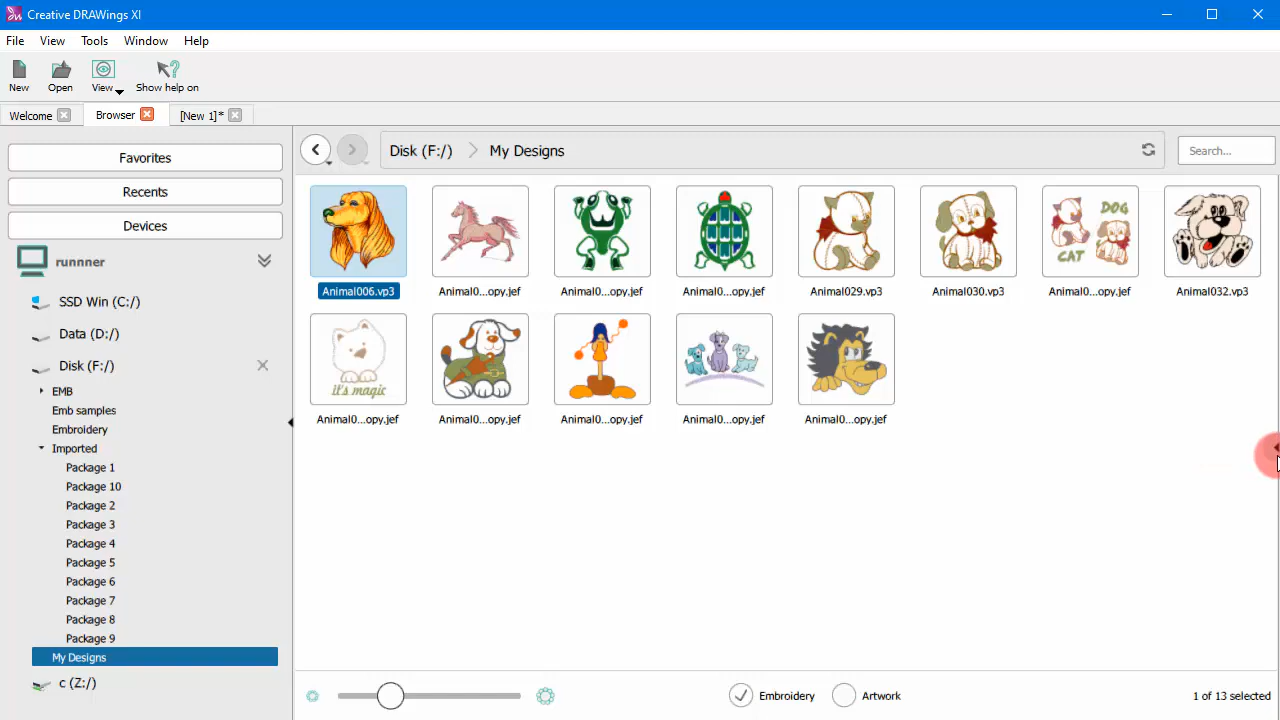 Creative DRAWings XI
File View Tools Window Help
New Open View Show help on
Welcome Browser [New 1]*
Favorites
Recents
Devices
runnner
SSD Win (C:/)
Data (D:/)
Disk (F:/)
EMB
Emb samples
Embroidery
Imported
Package 1
Package 10
Package 2
Package 3
Package 4
Package 5
Package 6
Package 7
Package 8
Package 9
My Designs
c (Z:/)
Disk (F:/) My Designs Search...
DOG
CAT
Animal006.vp3 Animal0...opy.jef Animal0...opy.jef Animal0...opy.jef Animal029.vp3 Animal030.vp3 Animal0...opy.jef Animal032.vp3
it's magic
Animal0...opy.jef Animal0...opy.jef Animal0...opy.jef Animal0...opy.jef Animal0...opy.jef
Embroidery Artwork 1 of 13 selected